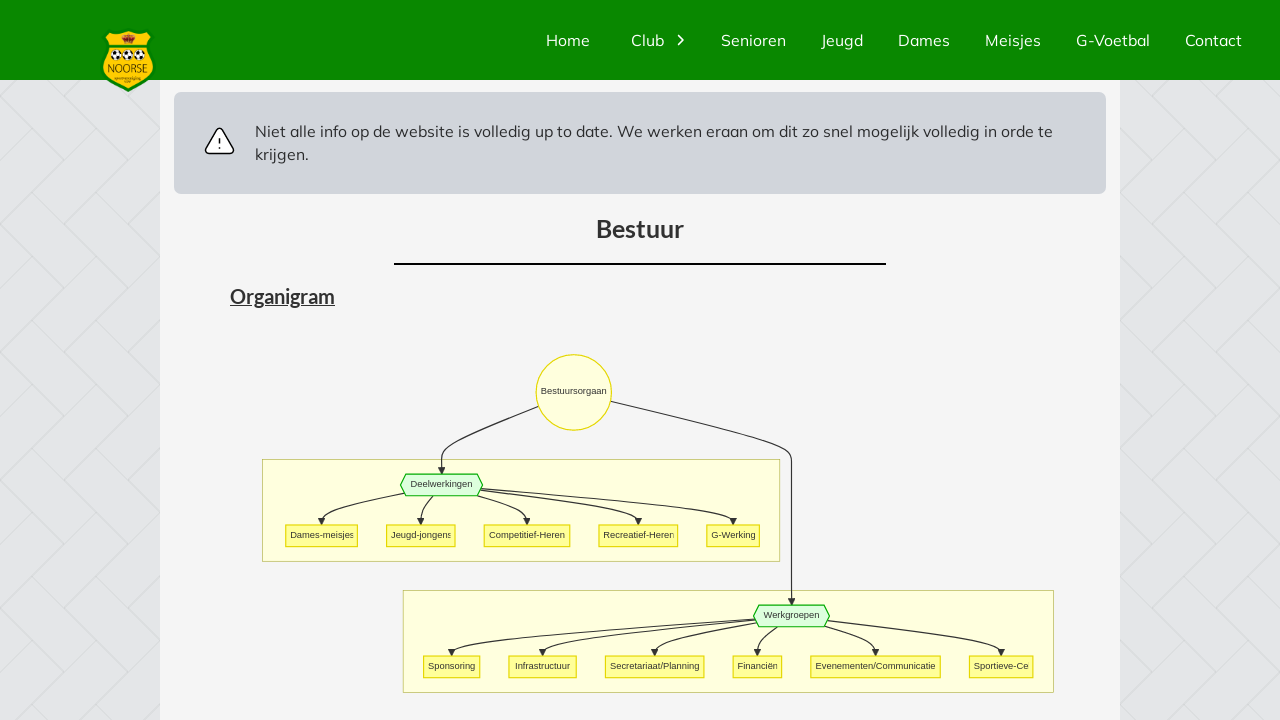 Home Club Senioren Jeugd Dames Meisjes G-Voetbal Contact
NOORSE
Niet alle info op de website is volledig up to date. We werken eraan om dit zo snel mogelijk volledig in orde te
krijgen.
Bestuur
Organigram
Bestuursorgaan
Deelwerkingen
Dames-meisjes Jeugd-jongens Competitief-Heren Recreatief-Heren G-Werking
Werkgroepen
Sponsoring Infrastructuur Secretariaat/Planning Financiën Evenementen/Communicatie Sportieve-Ce